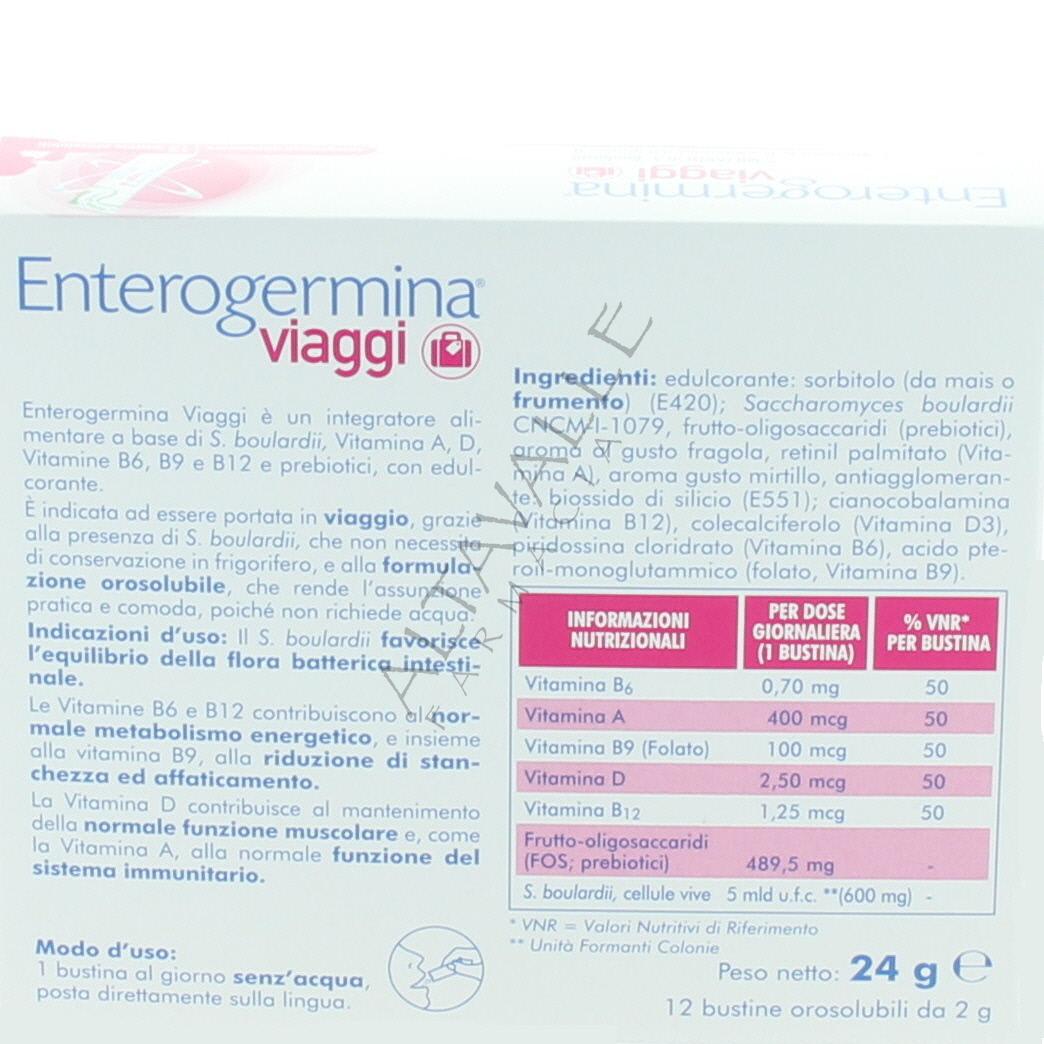 Enterogermina
viaggi
Enterogermina®
viaggi
Enterogermina Viaggi è un integratore ali-
mentare a base di S. boulardii, Vitamina A, D,
Vitamine B6, B9 e B12 e prebiotici, con edul-
corante.
È indicata ad essere portata in viaggio, grazie
alla presenza di S. boulardii, che non necessita
di conservazione in frigorifero, e alla formula-
zione orosolubile, che rende l'assunzione
pratica e comoda, poiché non richiede acqua.
Indicazioni d'uso: Il S. boulardii favorisce
l'equilibrio della flora batterica intesti-
nale.
Le Vitamine B6 e B12 contribuiscono al nor-
male metabolismo energetico, e insieme
alla vitamina B9, alla riduzione di stan-
chezza ed affaticamento.
La Vitamina D contribuisce al mantenimento
della normale funzione muscolare e, come
la Vitamina A, alla normale funzione del
sistema immunitario.
Modo d'uso:
1 bustina al giorno senz'acqua,
posta direttamente sulla lingua.
Ingredienti: edulcorante: sorbitolo (da mais o
frumento) (E420); Saccharomyces boulardii
CNCM I-1079, frutto-oligosaccaridi (prebiotici),
aroma al gusto fragola, retinil palmitato (Vita-
mina A), aroma gusto mirtillo, antiagglomeran-
te: biossido di silicio (E551); cianocobalamina
(Vitamina B12), colecalciferolo (Vitamina D3),
piridossina cloridrato (Vitamina B6), acido pte-
roil-monoglutammico (folato, Vitamina B9).
INFORMAZIONI NUTRIZIONALI PER DOSE GIORNALIERA (1 BUSTINA) % VNR* PER BUSTINA
Vitamina B6 0,70 mg 50
Vitamina A 400 mcg 50
Vitamina B9 (Folato) 100 mcg 50
Vitamina D 2,50 mcg 50
Vitamina B12 1,25 mcg 50
Frutto-oligosaccaridi
(FOS; prebiotici) 489,5 mg -
S. boulardii, cellule vive 5 mld u.f.c. **(600 mg) -
* VNR = Valori Nutritivi di Riferimento
** Unità Formanti Colonie
Peso netto: 24 g ℮
12 bustine orosolubili da 2 g
ALTAVALLE
FARMACIA